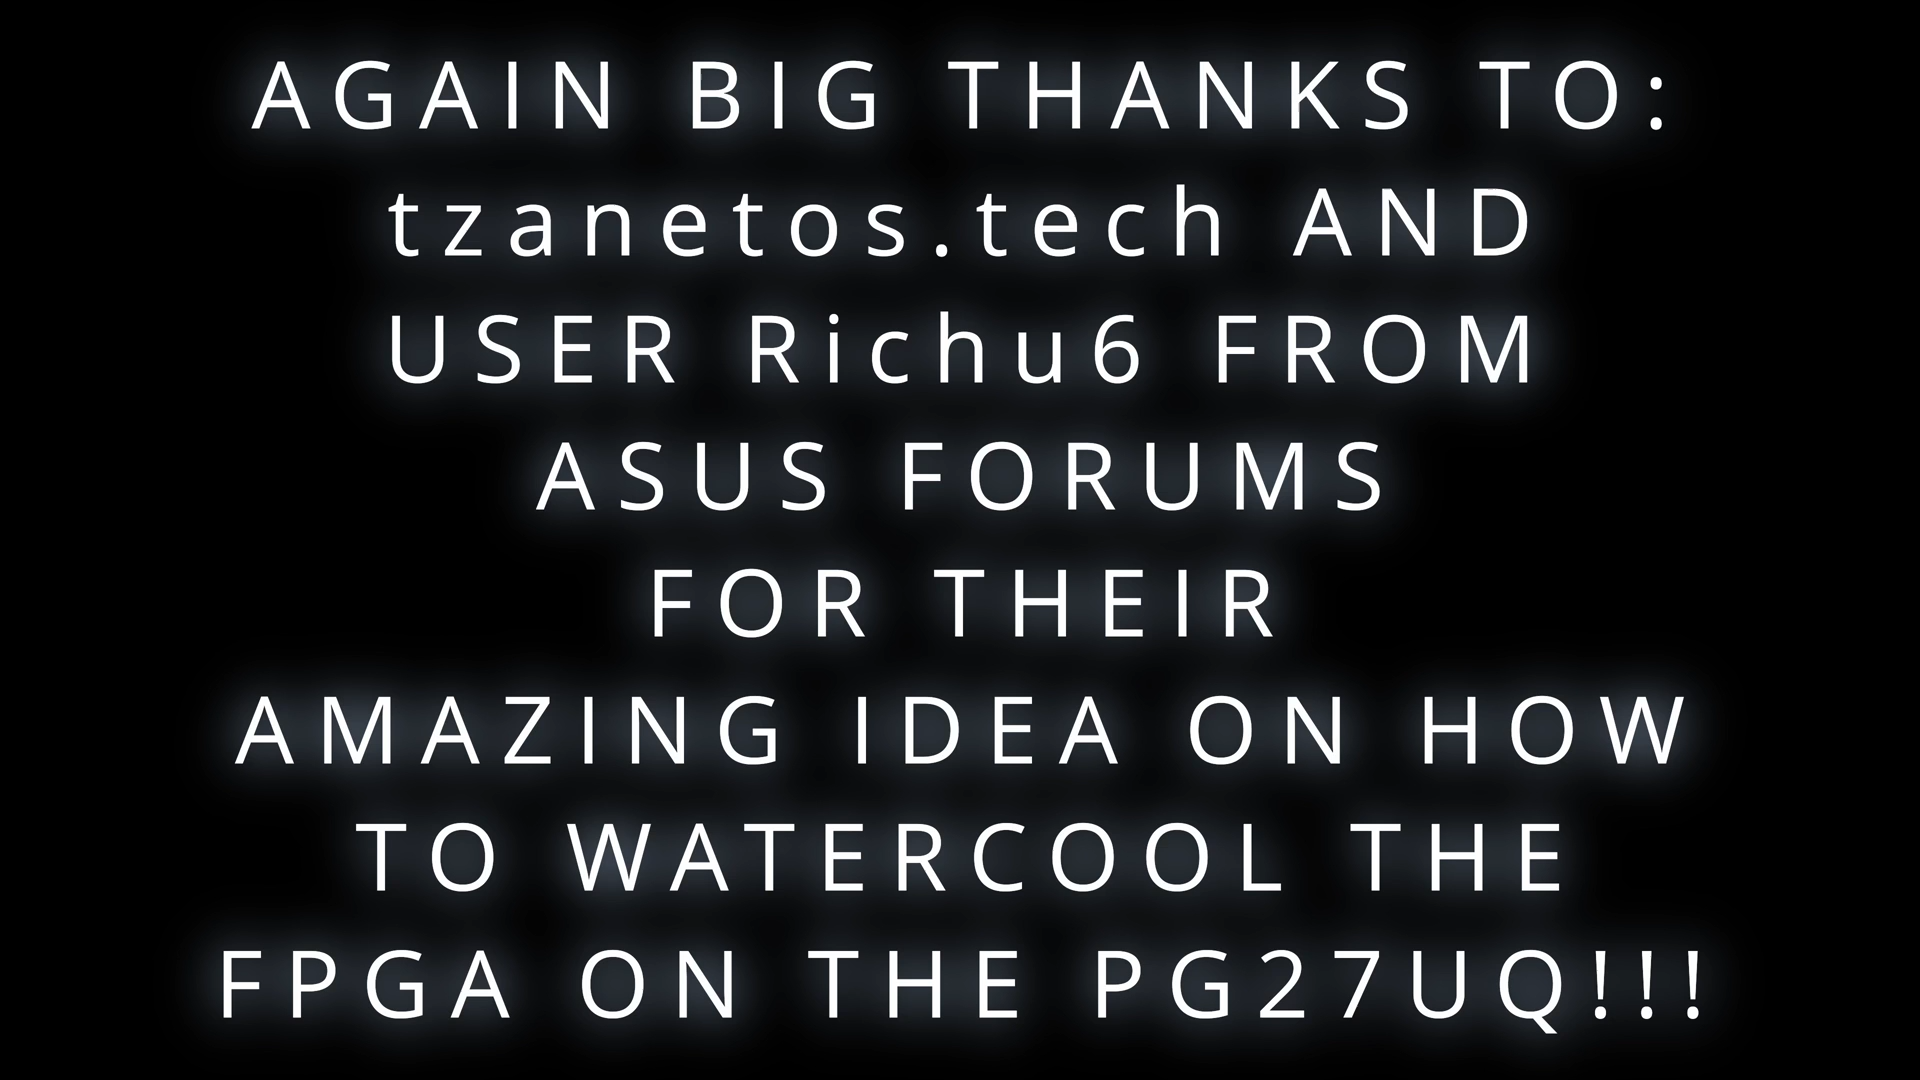 AGAIN BIG THANKS TO:
tzanetos.tech AND
USER Richu6 FROM
ASUS FORUMS
FOR THEIR
AMAZING IDEA ON HOW
TO WATERCOOL THE
FPGA ON THE PG27UQ!!!